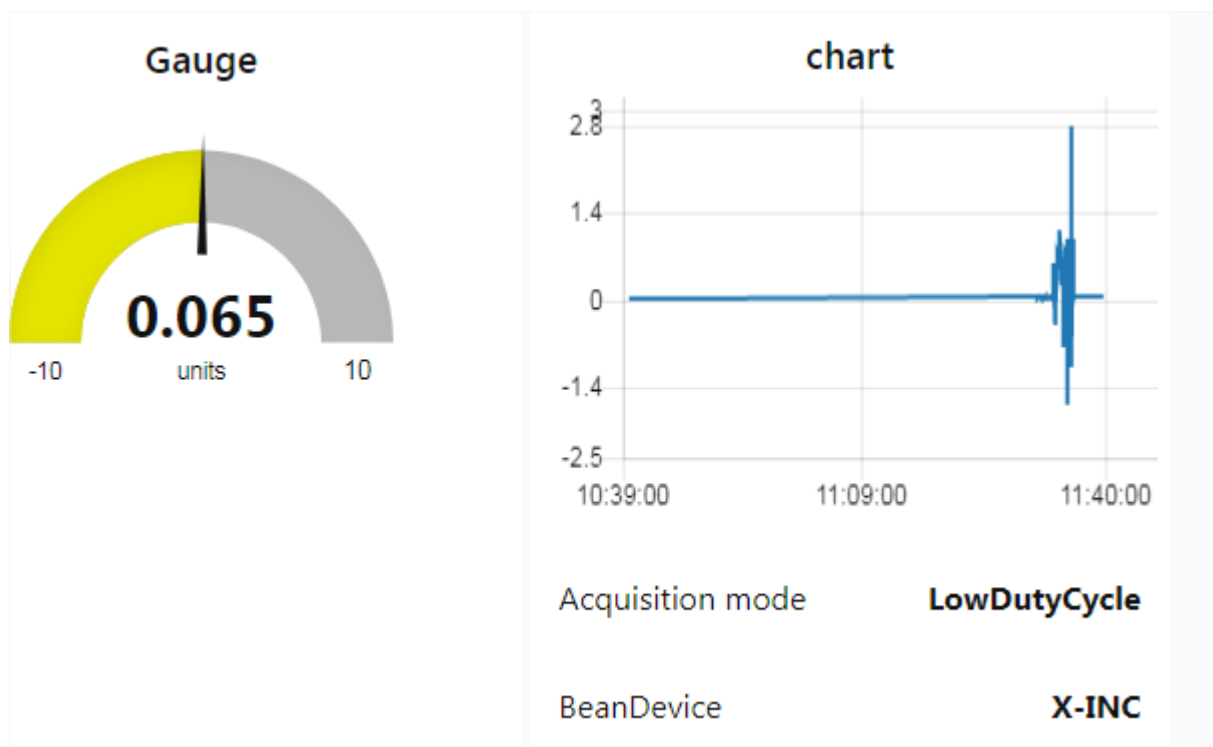 Gauge
0.065
-10 units 10
chart
3
2.8
1.4
0
-1.4
-2.5
10:39:00 11:09:00 11:40:00
Acquisition mode LowDutyCycle
BeanDevice X-INC